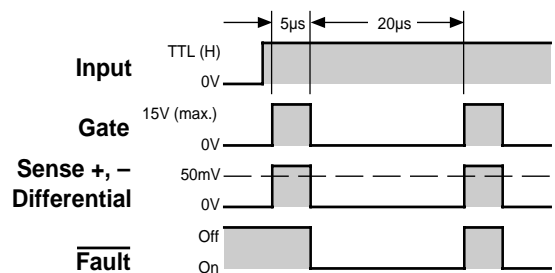 5µs 20µs
TTL (H)
Input
0V
15V (max.)
Gate
0V
Sense +, –
50mV
Differential
0V
Off
Fault
On